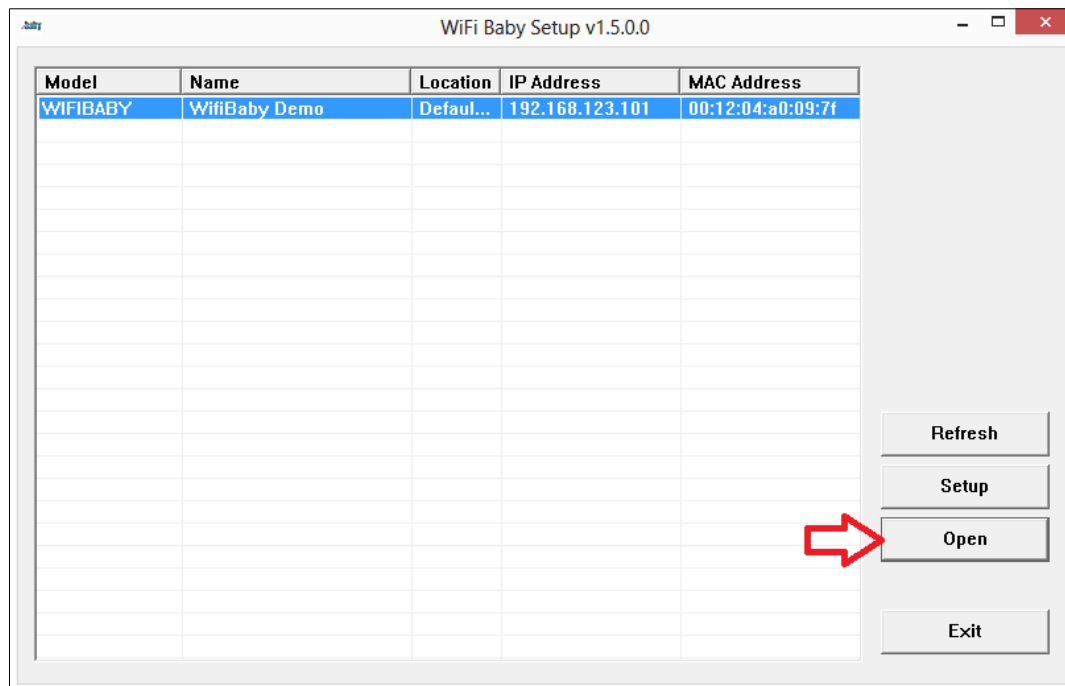 WiFi Baby Setup v1.5.0.0
Model Name Location IP Address MAC Address
WIFIBABY WifiBaby Demo Defaul... 192.168.123.101 00:12:04:a0:09:7f
Refresh
Setup
Open
Exit